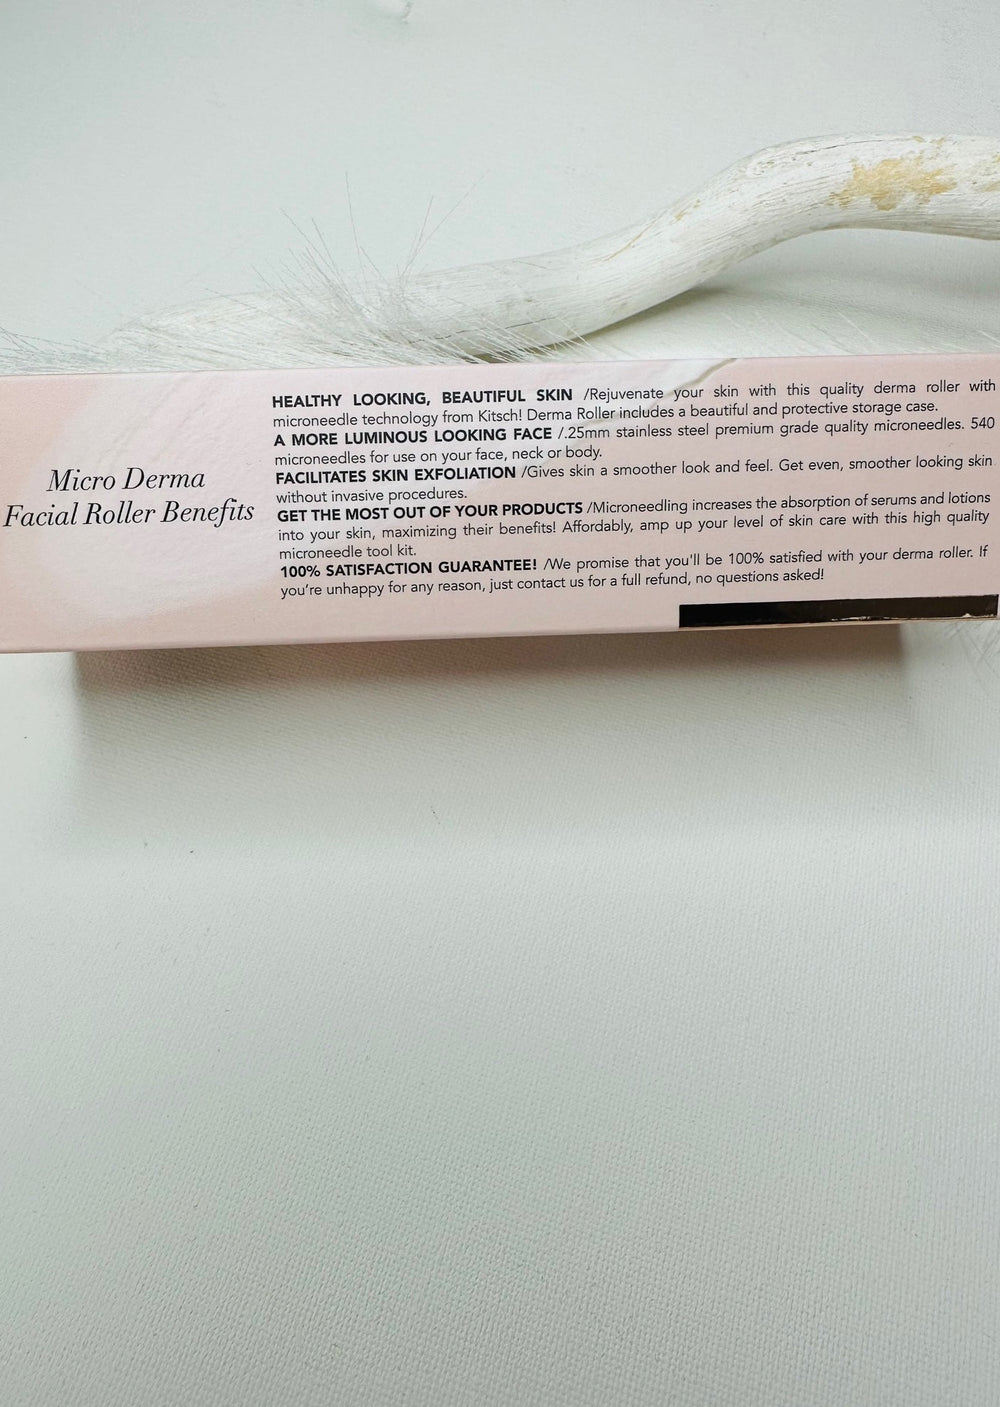 Micro Derma
Facial Roller Benefits
HEALTHY LOOKING, BEAUTIFUL SKIN /Rejuvenate your skin with this quality derma roller with
microneedle technology from Kitsch! Derma Roller includes a beautiful and protective storage case.
A MORE LUMINOUS LOOKING FACE /.25mm stainless steel premium grade quality microneedles. 540
microneedles for use on your face, neck or body.
FACILITATES SKIN EXFOLIATION /Gives skin a smoother look and feel. Get even, smoother looking skin
without invasive procedures.
GET THE MOST OUT OF YOUR PRODUCTS /Microneedling increases the absorption of serums and lotions
into your skin, maximizing their benefits! Affordably, amp up your level of skin care with this high quality
microneedle tool kit.
100% SATISFACTION GUARANTEE! /We promise that you'll be 100% satisfied with your derma roller. If
you're unhappy for any reason, just contact us for a full refund, no questions asked!